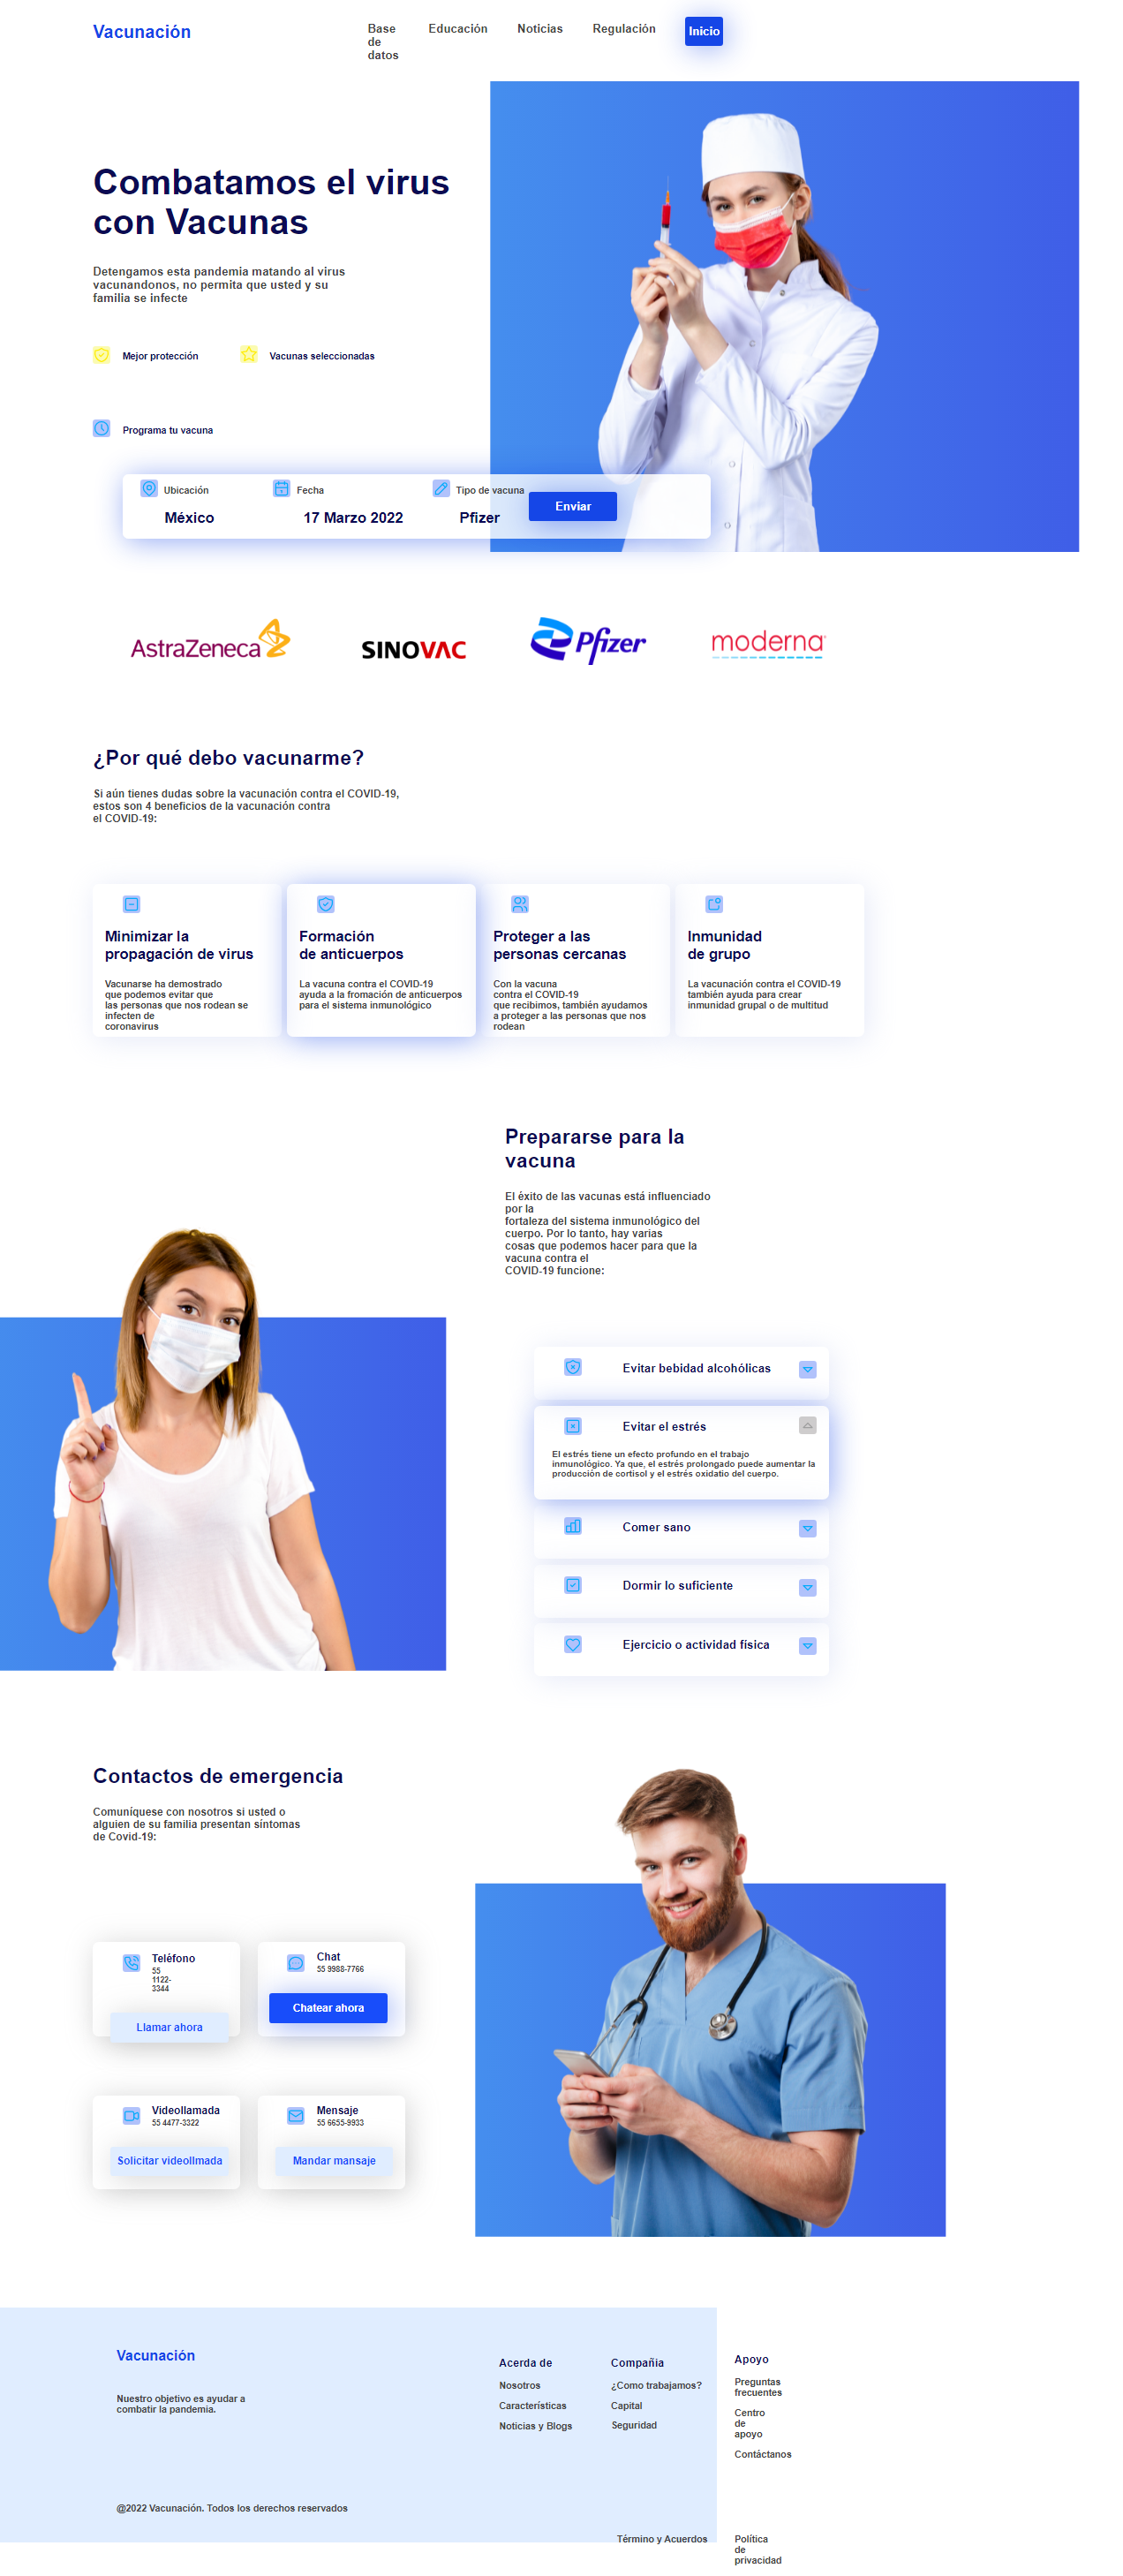 Vacunación
Base
de
datos
Educación
Noticias
Regulación
Inicio
Combatamos el virus
con Vacunas
Detengamos esta pandemia matando al virus
vacunandonos, no permita que usted y su
familia se infecte
Mejor protección
Vacunas seleccionadas
Programa tu vacuna
Ubicación
México
Fecha
17 Marzo 2022
Tipo de vacuna
Pfizer
Enviar
AstraZeneca
SINOVAC
Pfizer
moderna
¿Por qué debo vacunarme?
Si aún tienes dudas sobre la vacunación contra el COVID-19,
estos son 4 beneficios de la vacunación contra
el COVID-19:
Minimizar la
propagación de virus
Vacunarse ha demostrado
que podemos evitar que
las personas que nos rodean se
infecten de
coronavirus
Formación
de anticuerpos
La vacuna contra el COVID-19
ayuda a la fromación de anticuerpos
para el sistema inmunológico
Proteger a las
personas cercanas
Con la vacuna
contra el COVID-19
que recibimos, también ayudamos
a proteger a las personas que nos
rodean
Inmunidad
de grupo
La vacunación contra el COVID-19
también ayuda para crear
inmunidad grupal o de multitud
Prepararse para la
vacuna
El éxito de las vacunas está influenciado
por la
fortaleza del sistema inmunológico del
cuerpo. Por lo tanto, hay varias
cosas que podemos hacer para que la
vacuna contra el
COVID-19 funcione:
Evitar bebidad alcohólicas
Evitar el estrés
El estrés tiene un efecto profundo en el trabajo
inmunológico. Ya que, el estrés prolongado puede aumentar la
producción de cortisol y el estrés oxidatio del cuerpo.
Comer sano
Dormir lo suficiente
Ejercicio o actividad física
Contactos de emergencia
Comuníquese con nosotros si usted o
alguien de su familia presentan síntomas
de Covid-19:
Teléfono
55
1122-
3344
Llamar ahora
Chat
55 9988-7766
Chatear ahora
Videollamada
55 4477-3322
Solicitar videollmada
Mensaje
55 6655-9933
Mandar mansaje
Vacunación
Nuestro objetivo es ayudar a
combatir la pandemia.
Acerda de
Nosotros
Características
Noticias y Blogs
Compañia
¿Como trabajamos?
Capital
Seguridad
Apoyo
Preguntas
frecuentes
Centro
de
apoyo
Contáctanos
@2022 Vacunación. Todos los derechos reservados
Término y Acuerdos
Política
de
privacidad